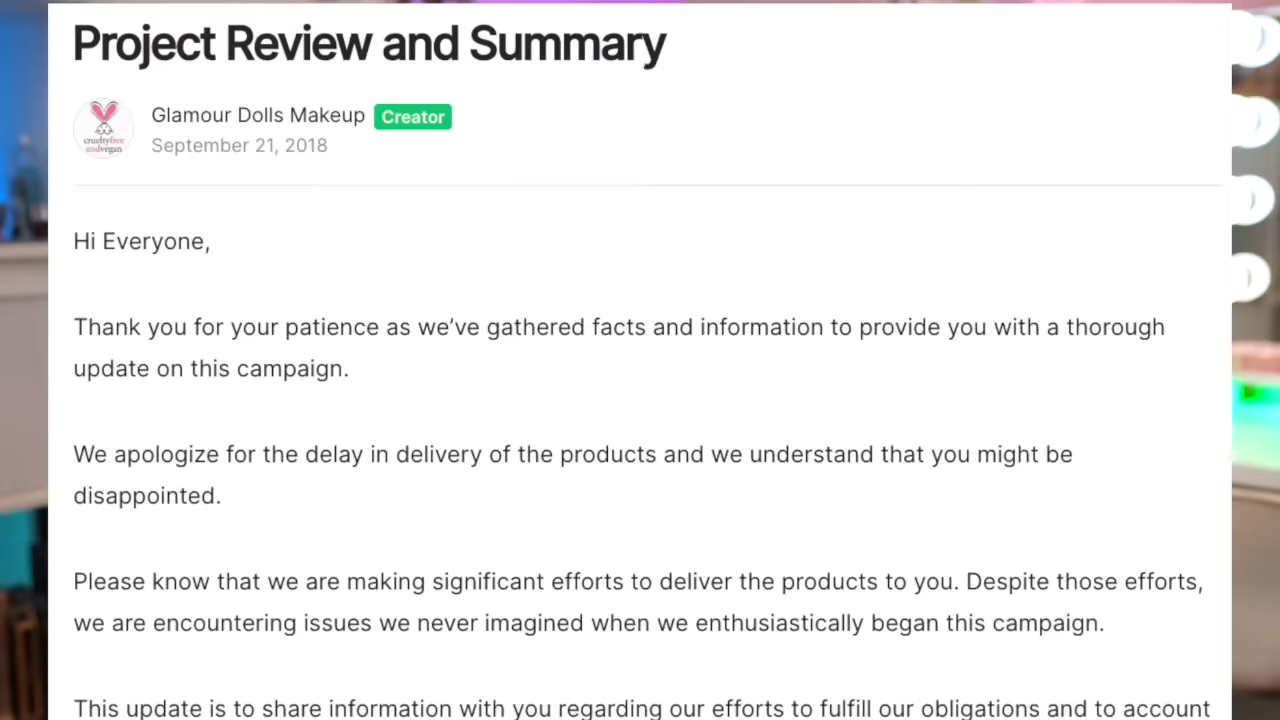 Project Review and Summary
Glamour Dolls Makeup Creator
crueltyfree
andvegan
September 21, 2018
Hi Everyone,
Thank you for your patience as we’ve gathered facts and information to provide you with a thorough
update on this campaign.
We apologize for the delay in delivery of the products and we understand that you might be
disappointed.
Please know that we are making significant efforts to deliver the products to you. Despite those efforts,
we are encountering issues we never imagined when we enthusiastically began this campaign.
This update is to share information with you regarding our efforts to fulfill our obligations and to account